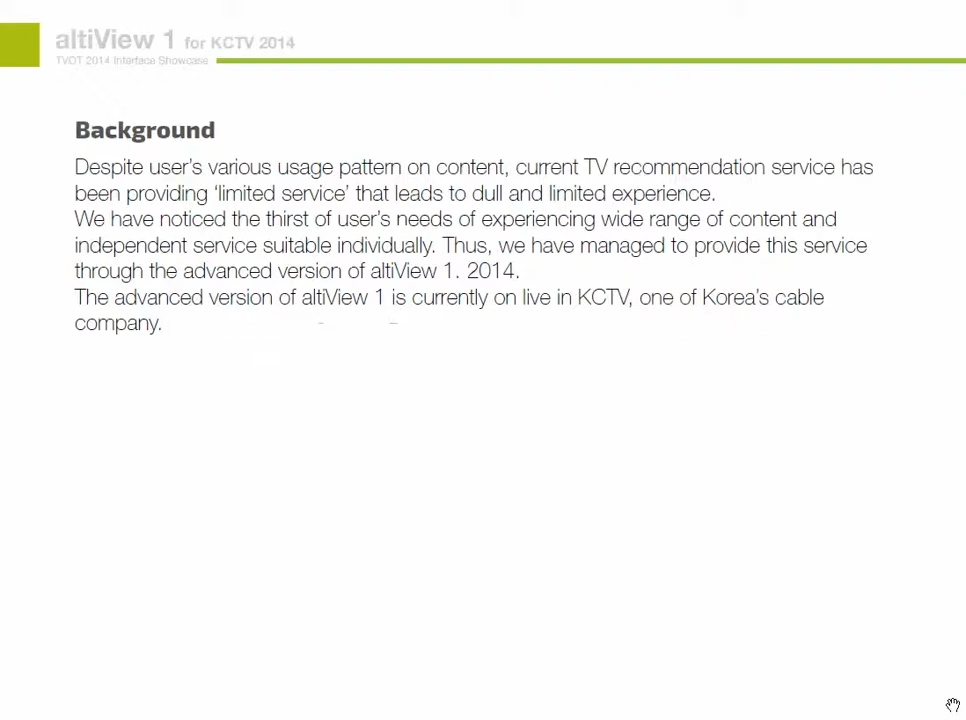 altiView 1 for KCTV 2014
TVOT 2014 Interface Showcase
Background
Despite user's various usage pattern on content, current TV recommendation service has
been providing ‘limited service’ that leads to dull and limited experience.
We have noticed the thirst of user's needs of experiencing wide range of content and
independent service suitable individually. Thus, we have managed to provide this service
through the advanced version of altiView 1. 2014.
The advanced version of altiView 1 is currently on live in KCTV, one of Korea's cable
company.